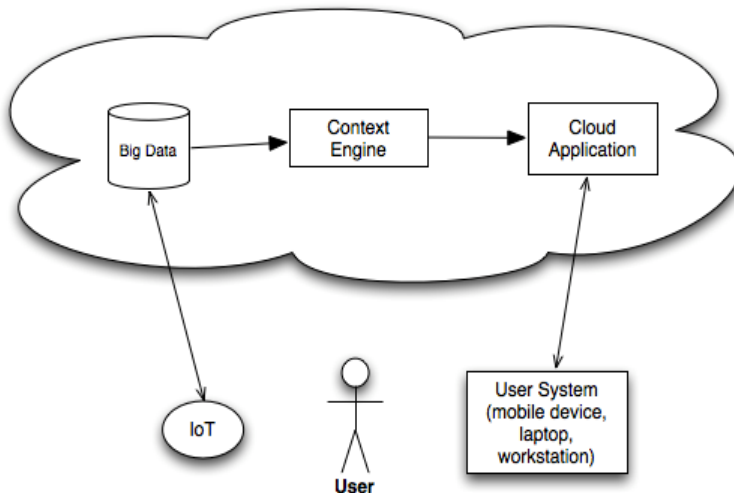 Big Data
Context
Engine
Cloud
Application
IoT
User
User System
(mobile device,
laptop,
workstation)